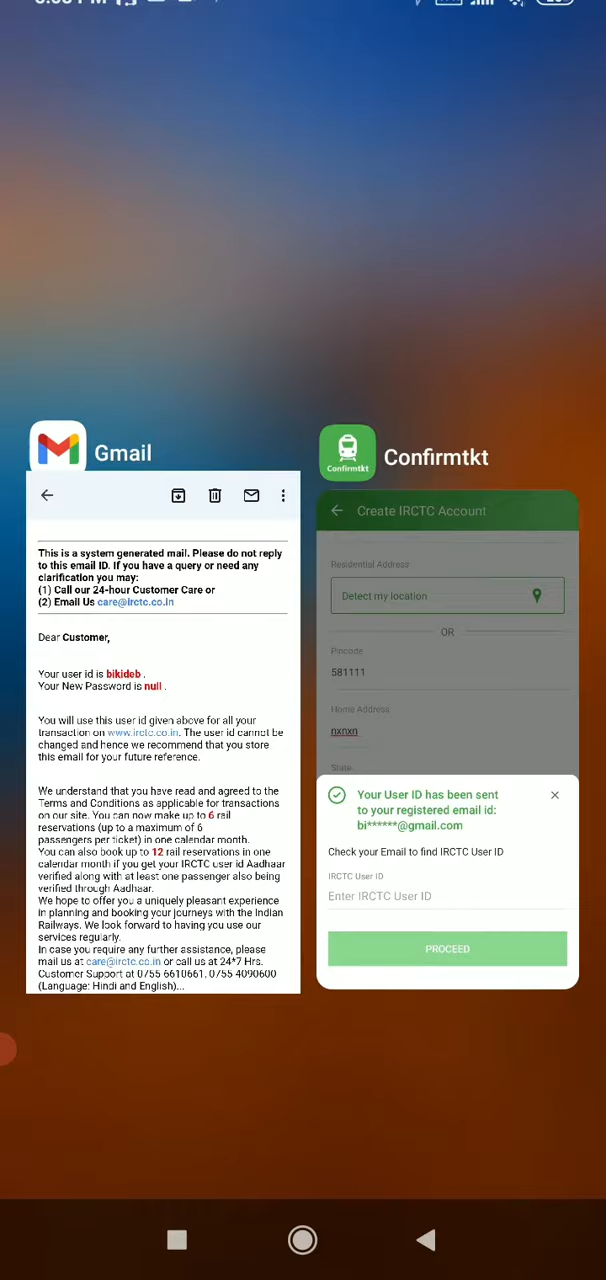 Gmail
This is a system generated mail. Please do not reply
to this email ID. If you have a query or need any
clarification you may:
(1) Call our 24-hour Customer Care or
(2) Email Us care@irctc.co.in
Dear Customer,
Your user id is bikideb .
Your New Password is null .
You will use this user id given above for all your
transaction on www.irctc.co.in. The user id cannot be
changed and hence we recommend that you store
this email for your future reference.
We understand that you have read and agreed to the
Terms and Conditions as applicable for transactions
on our site. You can now make up to 6 rail
reservations (up to a maximum of 6
passengers per ticket) in one calendar month.
You can also book up to 12 rail reservations in one
calendar month if you get your IRCTC user id Aadhaar
verified along with at least one passenger also being
verified through Aadhaar.
We hope to offer you a uniquely pleasant experience
in planning and booking your journeys with the Indian
Railways. We look forward to having you use our
services regularly.
In case you require any further assistance, please
mail us at care@irctc.co.in or call us at 24*7 Hrs.
Customer Support at 0755 6610661, 0755 4090600
(Language: Hindi and English)...
Confirmtkt
Confirmtkt
Create IRCTC Account
Residential Address
Detect my location
OR
Pincode
581111
Home Address
nxnxn
State
Your User ID has been sent
to your registered email id:
bi******@gmail.com
Check your Email to find IRCTC User ID
IRCTC User ID
Enter IRCTC User ID
PROCEED